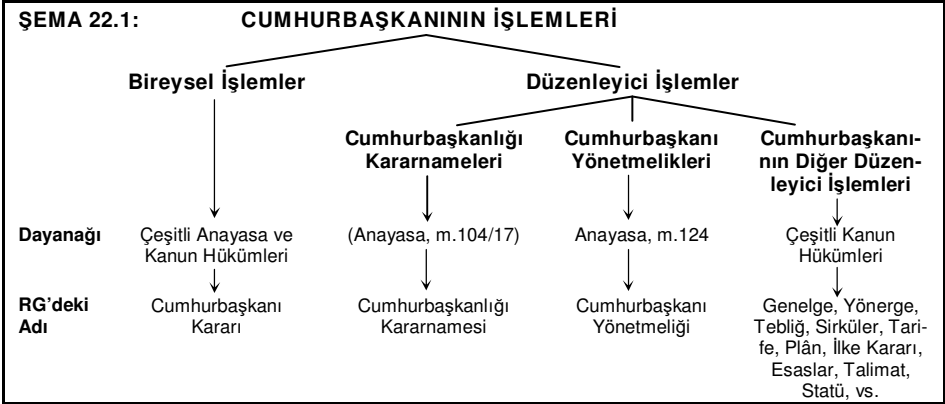 ŞEMA 22.1: CUMHURBAŞKANININ İŞLEMLERİ
Bireysel İşlemler Düzenleyici İşlemler
Cumhurbaşkanlığı Cumhurbaşkanı Cumhurbaşkanı-
Kararnameleri Yönetmelikleri nın Diğer Düzen-
leyici İşlemleri
Dayanağı Çeşitli Anayasa ve (Anayasa, m.104/17) Anayasa, m.124 Çeşitli Kanun
Kanun Hükümleri Hükümleri
RG'deki Cumhurbaşkanı Cumhurbaşkanlığı Cumhurbaşkanı Genelge, Yönerge,
Adı Kararı Kararnamesi Yönetmeliği Tebliğ, Sirküler, Tari-
fe, Plân, İlke Kararı,
Esaslar, Talimat,
Statü, vs.